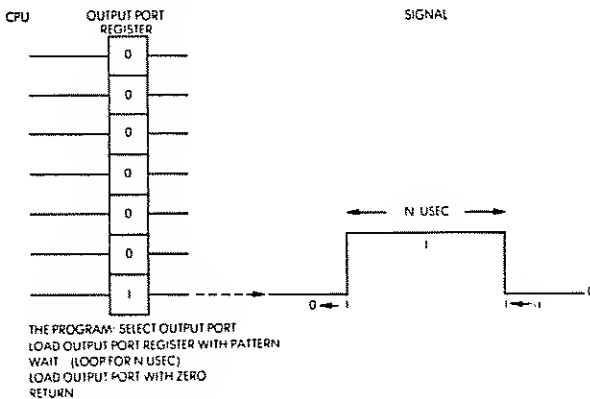 CPU
OUTPUT PORT
REGISTER
SIGNAL
0
0
0
0
0
0
1
N USEC
1
0
1
1
0
THE PROGRAM: SELECT OUTPUT PORT
LOAD OUTPUT PORT REGISTER WITH PATTERN
WAIT (LOOP FOR N USEC)
LOAD OUTPUT PORT WITH ZERO
RETURN